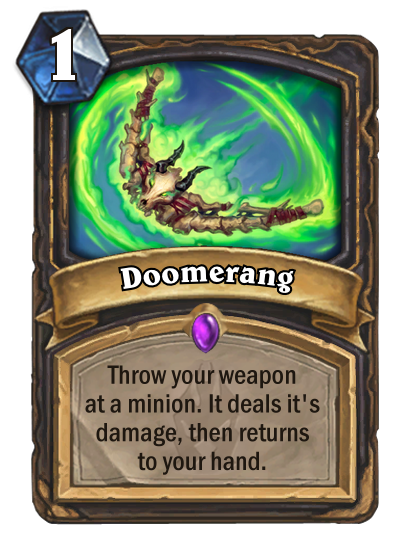 1
Doomerang
Throw your weapon
at a minion. It deals it's
damage, then returns
to your hand.